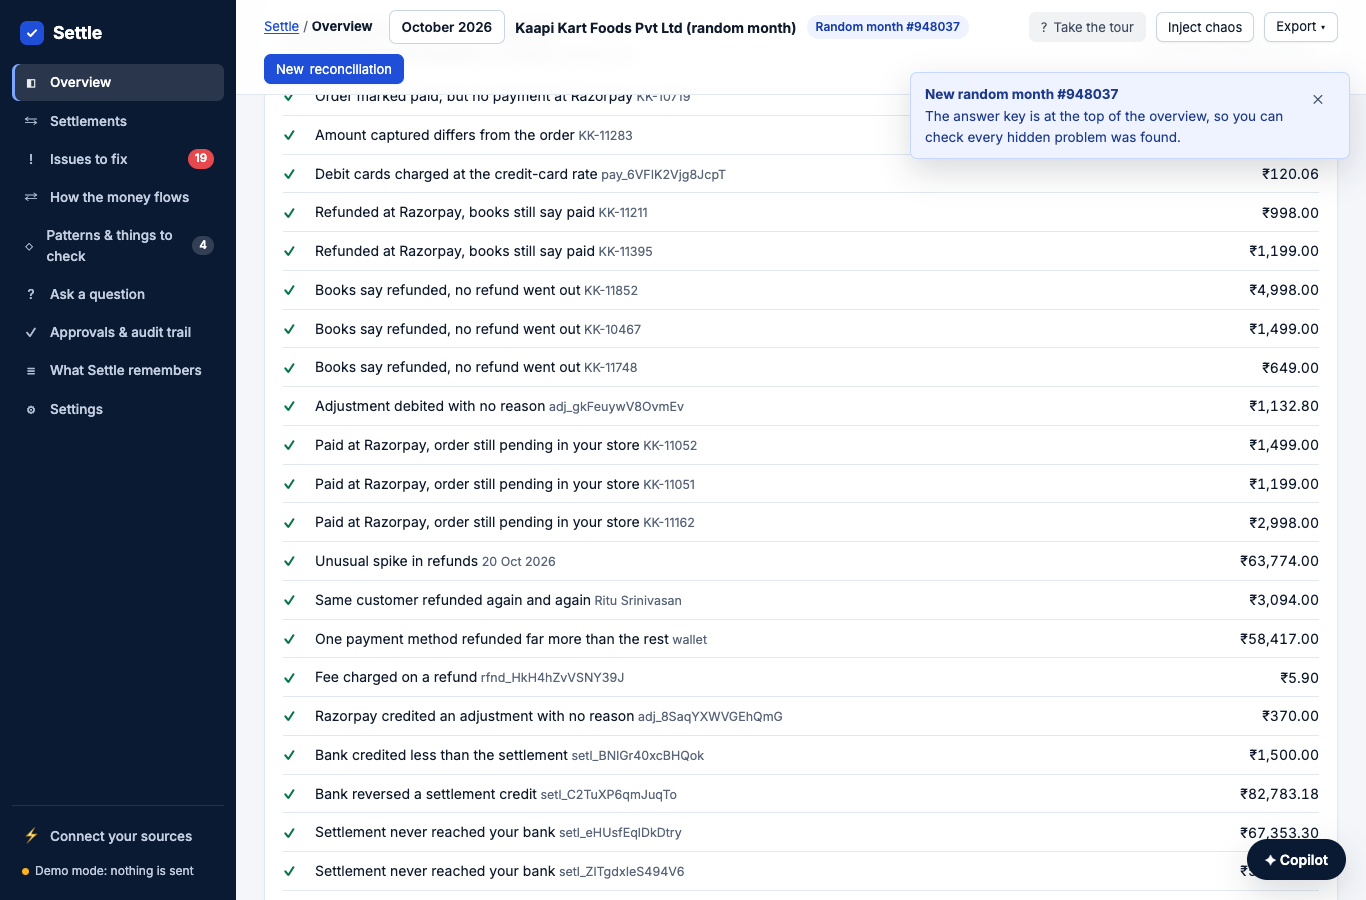 Settle
Overview
Settlements
! Issues to fix 19
How the money flows
Patterns & things to check 4
? Ask a question
Approvals & audit trail
What Settle remembers
Settings
Connect your sources
Demo mode: nothing is sent
Settle / Overview October 2026 Kaapi Kart Foods Pvt Ltd (random month) Random month #948037 ? Take the tour Inject chaos Export
New reconciliation
New random month #948037
The answer key is at the top of the overview, so you can
check every hidden problem was found.
Order marked paid, but no payment at Razorpay KK-10719
Amount captured differs from the order KK-11283
Debit cards charged at the credit-card rate pay_6VFIK2Vjg8JcpT ₹120.06
Refunded at Razorpay, books still say paid KK-11211 ₹998.00
Refunded at Razorpay, books still say paid KK-11395 ₹1,199.00
Books say refunded, no refund went out KK-11852 ₹4,998.00
Books say refunded, no refund went out KK-10467 ₹1,499.00
Books say refunded, no refund went out KK-11748 ₹649.00
Adjustment debited with no reason adj_gkFeuywV8OvmEv ₹1,132.80
Paid at Razorpay, order still pending in your store KK-11052 ₹1,499.00
Paid at Razorpay, order still pending in your store KK-11051 ₹1,199.00
Paid at Razorpay, order still pending in your store KK-11162 ₹2,998.00
Unusual spike in refunds 20 Oct 2026 ₹63,774.00
Same customer refunded again and again Ritu Srinivasan ₹3,094.00
One payment method refunded far more than the rest wallet ₹58,417.00
Fee charged on a refund rfnd_HkH4hZvVSNY39J ₹5.90
Razorpay credited an adjustment with no reason adj_8SaqYXWVGEhQmG ₹370.00
Bank credited less than the settlement setl_BNIGr40xcBHQok ₹1,500.00
Bank reversed a settlement credit setl_C2TuXP6qmJuqTo ₹82,783.18
Settlement never reached your bank setl_eHUsfEqIDkDtry ₹67,353.30
Settlement never reached your bank setl_ZITgdxIeS494V6
Copilot